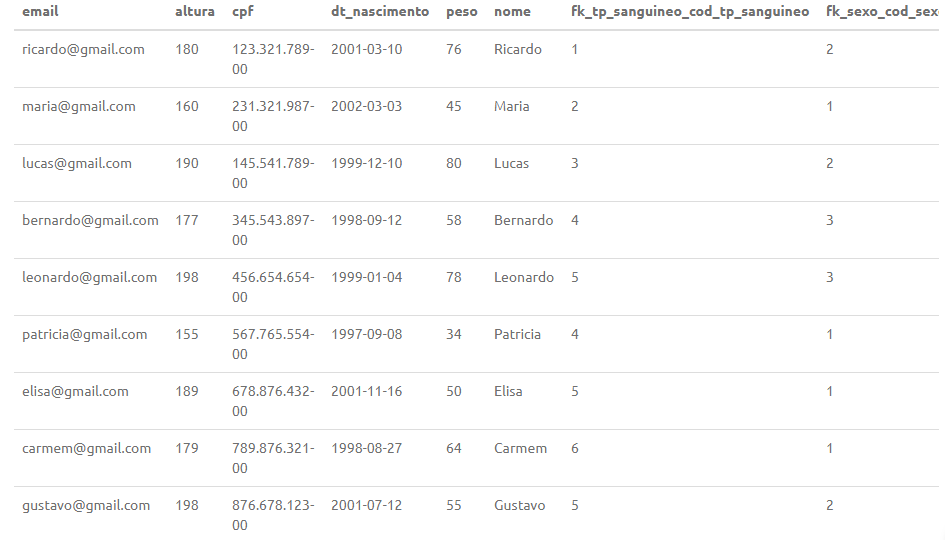 email altura cpf dt_nascimento peso nome fk_tp_sanguineo_cod_tp_sanguineo fk_sexo_cod_sex
ricardo@gmail.com 180 123.321.789- 2001-03-10 76 Ricardo 1 2
00
maria@gmail.com 160 231.321.987- 2002-03-03 45 Maria 2 1
00
lucas@gmail.com 190 145.541.789- 1999-12-10 80 Lucas 3 2
00
bernardo@gmail.com 177 345.543.897- 1998-09-12 58 Bernardo 4 3
00
leonardo@gmail.com 198 456.654.654- 1999-01-04 78 Leonardo 5 3
00
patricia@gmail.com 155 567.765.554- 1997-09-08 34 Patricia 4 1
00
elisa@gmail.com 189 678.876.432- 2001-11-16 50 Elisa 5 1
00
carmem@gmail.com 179 789.876.321- 1998-08-27 64 Carmem 6 1
00
gustavo@gmail.com 198 876.678.123- 2001-07-12 55 Gustavo 5 2
00